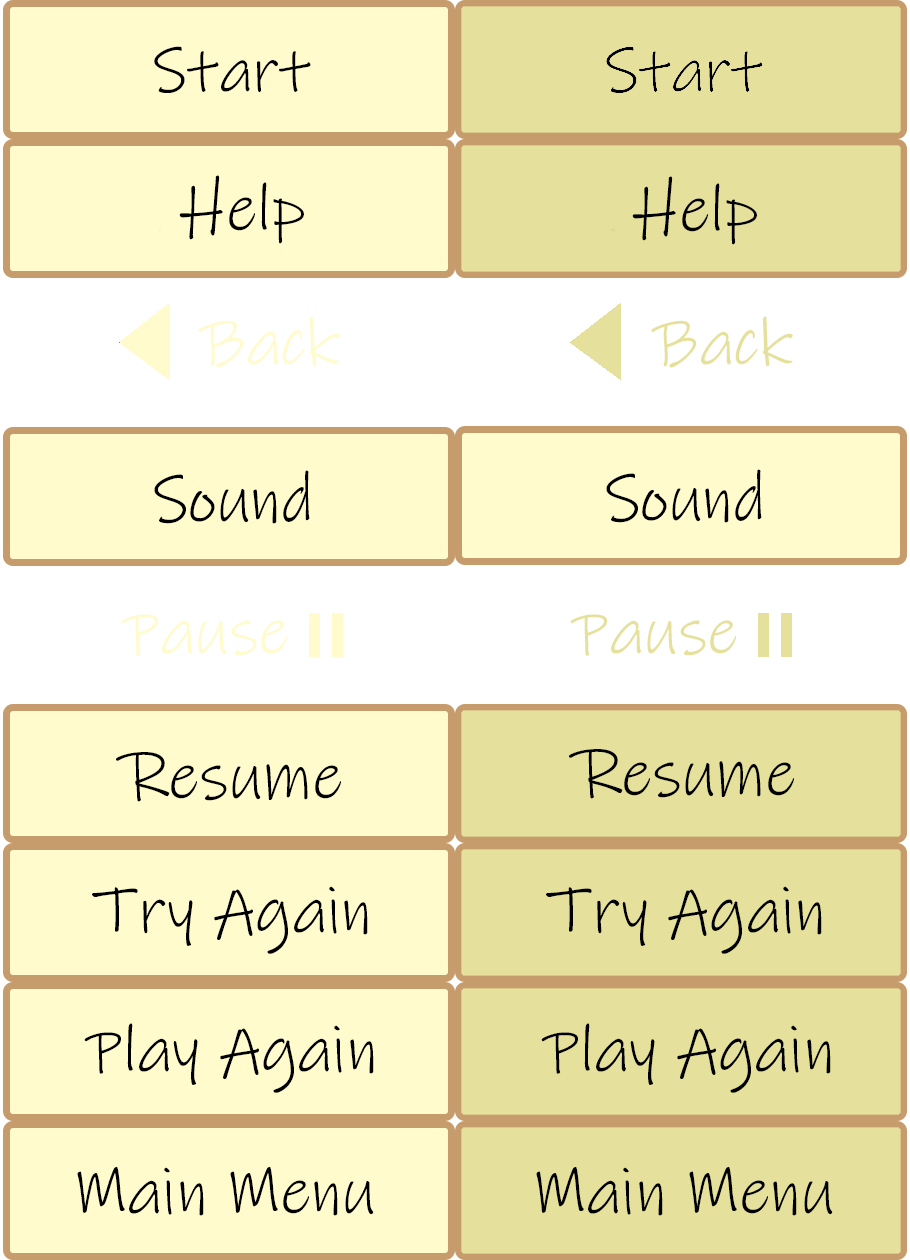 Start Start
Help Help
Back Back
Sound Sound
Pause Pause
Resume Resume
Try Again Try Again
Play Again Play Again
Main Menu Main Menu